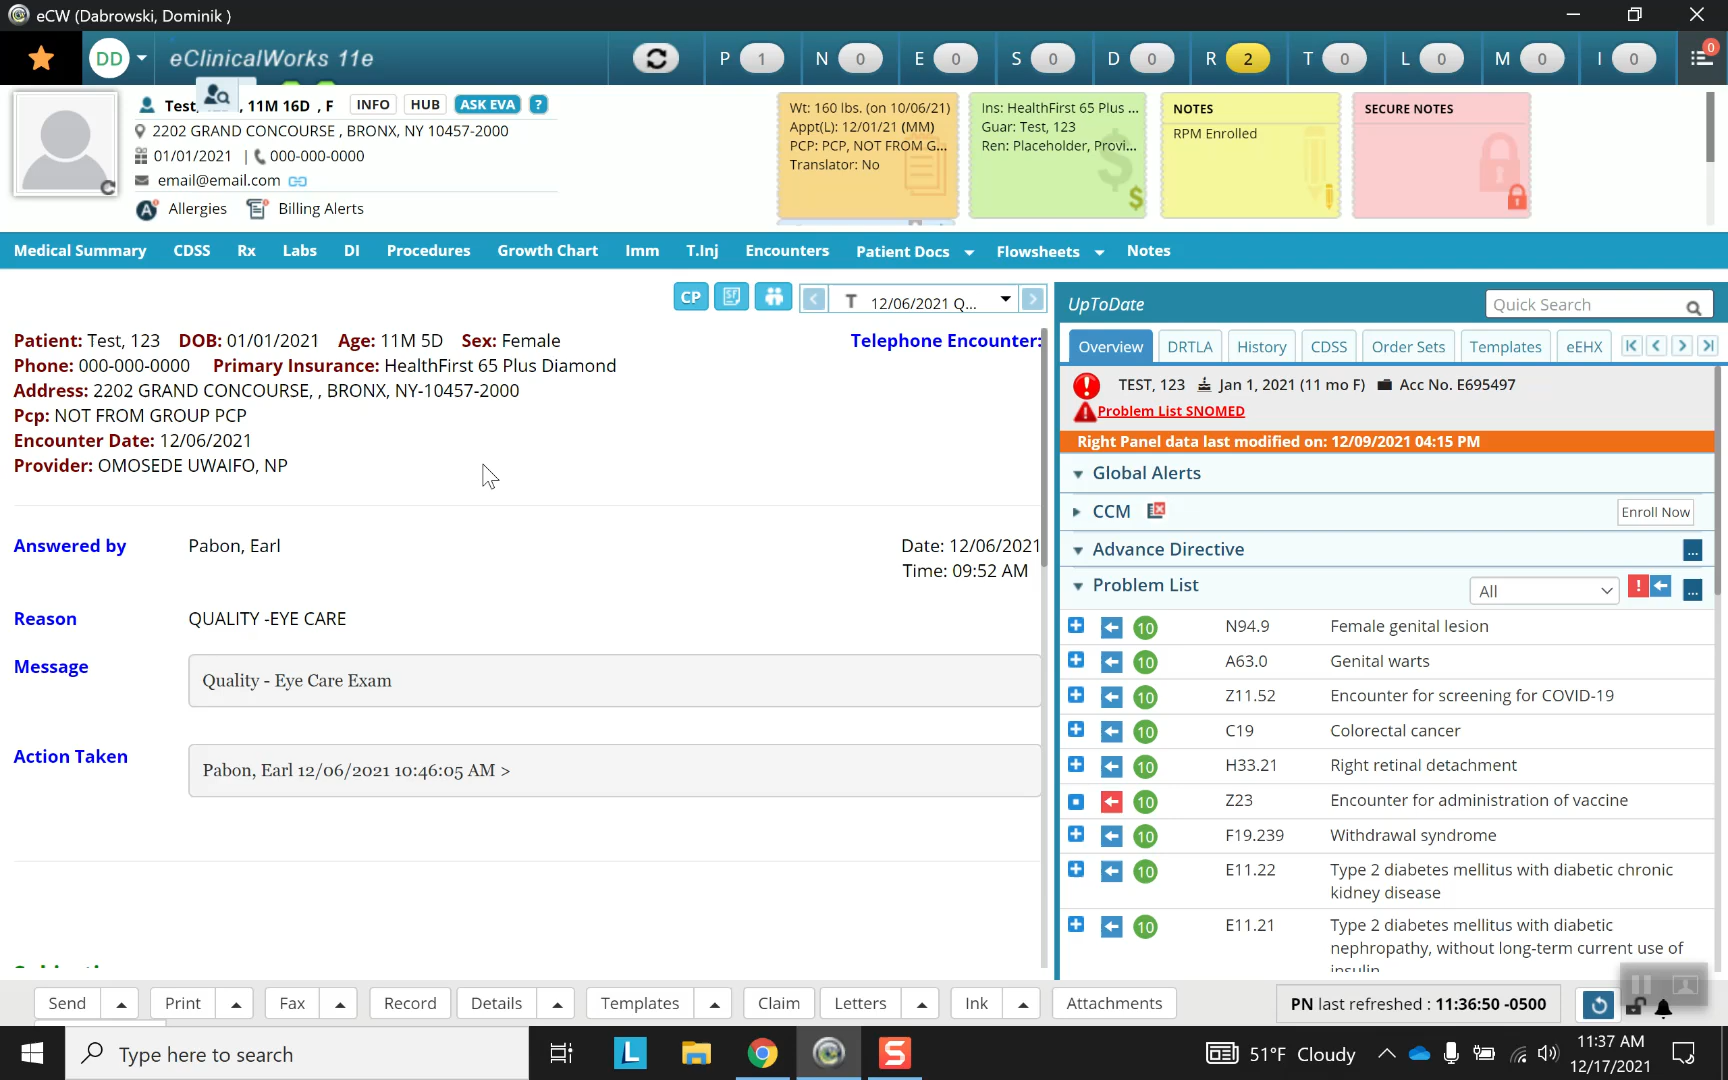 eCW (Dabrowski, Dominik )
DD
eClinicalWorks 11e
P 1
N 0
E 0
S 0
D 0
R 2
T 0
L 0
M 0
I 0
0
Test, , 11M 16D , F INFO HUB ASK EVA ?
2202 GRAND CONCOURSE , BRONX, NY 10457-2000
01/01/2021 | 000-000-0000
email@email.com
Allergies Billing Alerts
Wt: 160 lbs. (on 10/06/21)
Appt(L): 12/01/21 (MM)
PCP: PCP, NOT FROM G...
Translator: No
Ins: HealthFirst 65 Plus ...
Guar: Test, 123
Ren: Placeholder, Provi...
NOTES
RPM Enrolled
SECURE NOTES
Medical Summary CDSS Rx Labs DI Procedures Growth Chart Imm T.Inj Encounters Patient Docs Flowsheets Notes
CP T 12/06/2021 Q...
Patient: Test, 123 DOB: 01/01/2021 Age: 11M 5D Sex: Female
Telephone Encounter:
Phone: 000-000-0000 Primary Insurance: HealthFirst 65 Plus Diamond
Address: 2202 GRAND CONCOURSE, , BRONX, NY-10457-2000
Pcp: NOT FROM GROUP PCP
Encounter Date: 12/06/2021
Provider: OMOSEDE UWAIFO, NP
Answered by Pabon, Earl
Date: 12/06/2021
Time: 09:52 AM
Reason QUALITY -EYE CARE
Message Quality - Eye Care Exam
Action Taken Pabon, Earl 12/06/2021 10:46:05 AM >
UpToDate Quick Search
Overview DRTLA History CDSS Order Sets Templates eEHX
TEST, 123 Jan 1, 2021 (11 mo F) Acc No. E695497
Problem List SNOMED
Right Panel data last modified on: 12/09/2021 04:15 PM
Global Alerts
CCM Enroll Now
Advance Directive ...
Problem List All ! ...
10 N94.9 Female genital lesion
10 A63.0 Genital warts
10 Z11.52 Encounter for screening for COVID-19
10 C19 Colorectal cancer
10 H33.21 Right retinal detachment
10 Z23 Encounter for administration of vaccine
10 F19.239 Withdrawal syndrome
10 E11.22 Type 2 diabetes mellitus with diabetic chronic
kidney disease
10 E11.21 Type 2 diabetes mellitus with diabetic
nephropathy, without long-term current use of
insulin
Send Print Fax Record Details Templates Claim Letters Ink Attachments
PN last refreshed : 11:36:50 -0500
Type here to search
L
S
51°F Cloudy
11:37 AM
12/17/2021